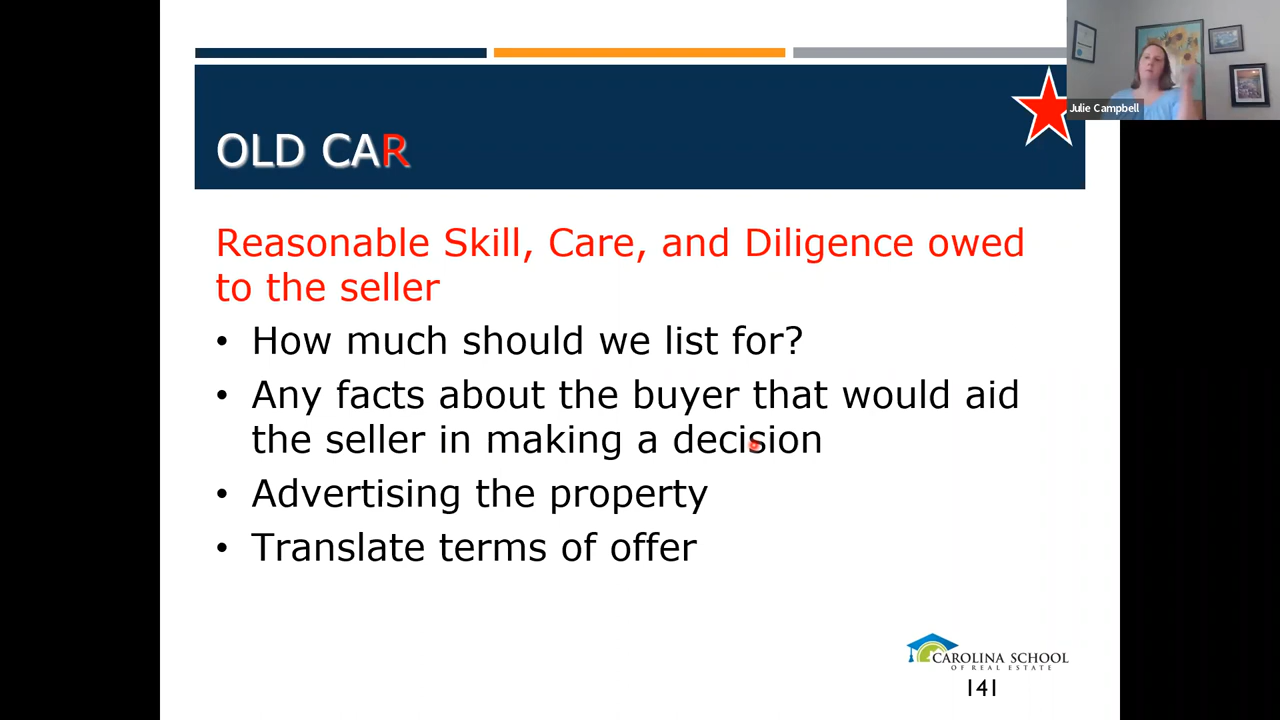 Julie Campbell
OLD CAR
Reasonable Skill, Care, and Diligence owed
to the seller
• How much should we list for?
• Any facts about the buyer that would aid
the seller in making a decision
• Advertising the property
• Translate terms of offer
CAROLINA SCHOOL
OF REAL ESTATE
141